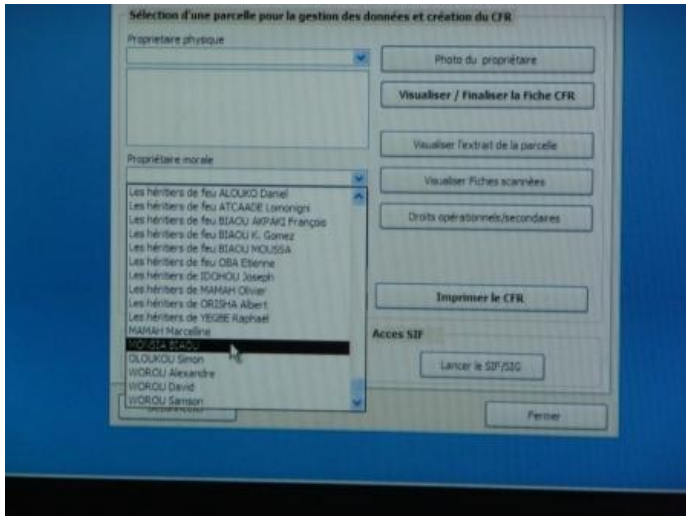 Sélection d'une parcelle pour la gestion des données et création du CFR
Proprietaire physique
Photo du propriétaire
Visualiser / Finaliser la Fiche CFR
Visualiser l'extrait de la parcelle
Propriétaire morale
Visualiser Fiches scannées
Les héritiers de feu ALOUKO Daniel
Les héritiers de feu ATCAADE Lomonigni
Les héritiers de feu BIAOU AKPAKI François
Droits opérationnels/secondaires
Les héritiers de feu BIAOU K. Gomez
Les héritiers de feu BIAOU MOUSSA
Les héritiers de feu OBA Etienne
Les héritiers de IDOHOU Joseph
Les héritiers de MAMAH Olivier
Imprimer le CFR
Les héritiers de ORISHA Albert
Les héritiers de YEGBE Raphaël
MAMAH Marcelline
Acces SIF
MONSIA BIAOU
OLOUKOU Simon
Lancer le SIF/SIG
WOROU Alexandre
WOROU David
WOROU Samson
Fermer